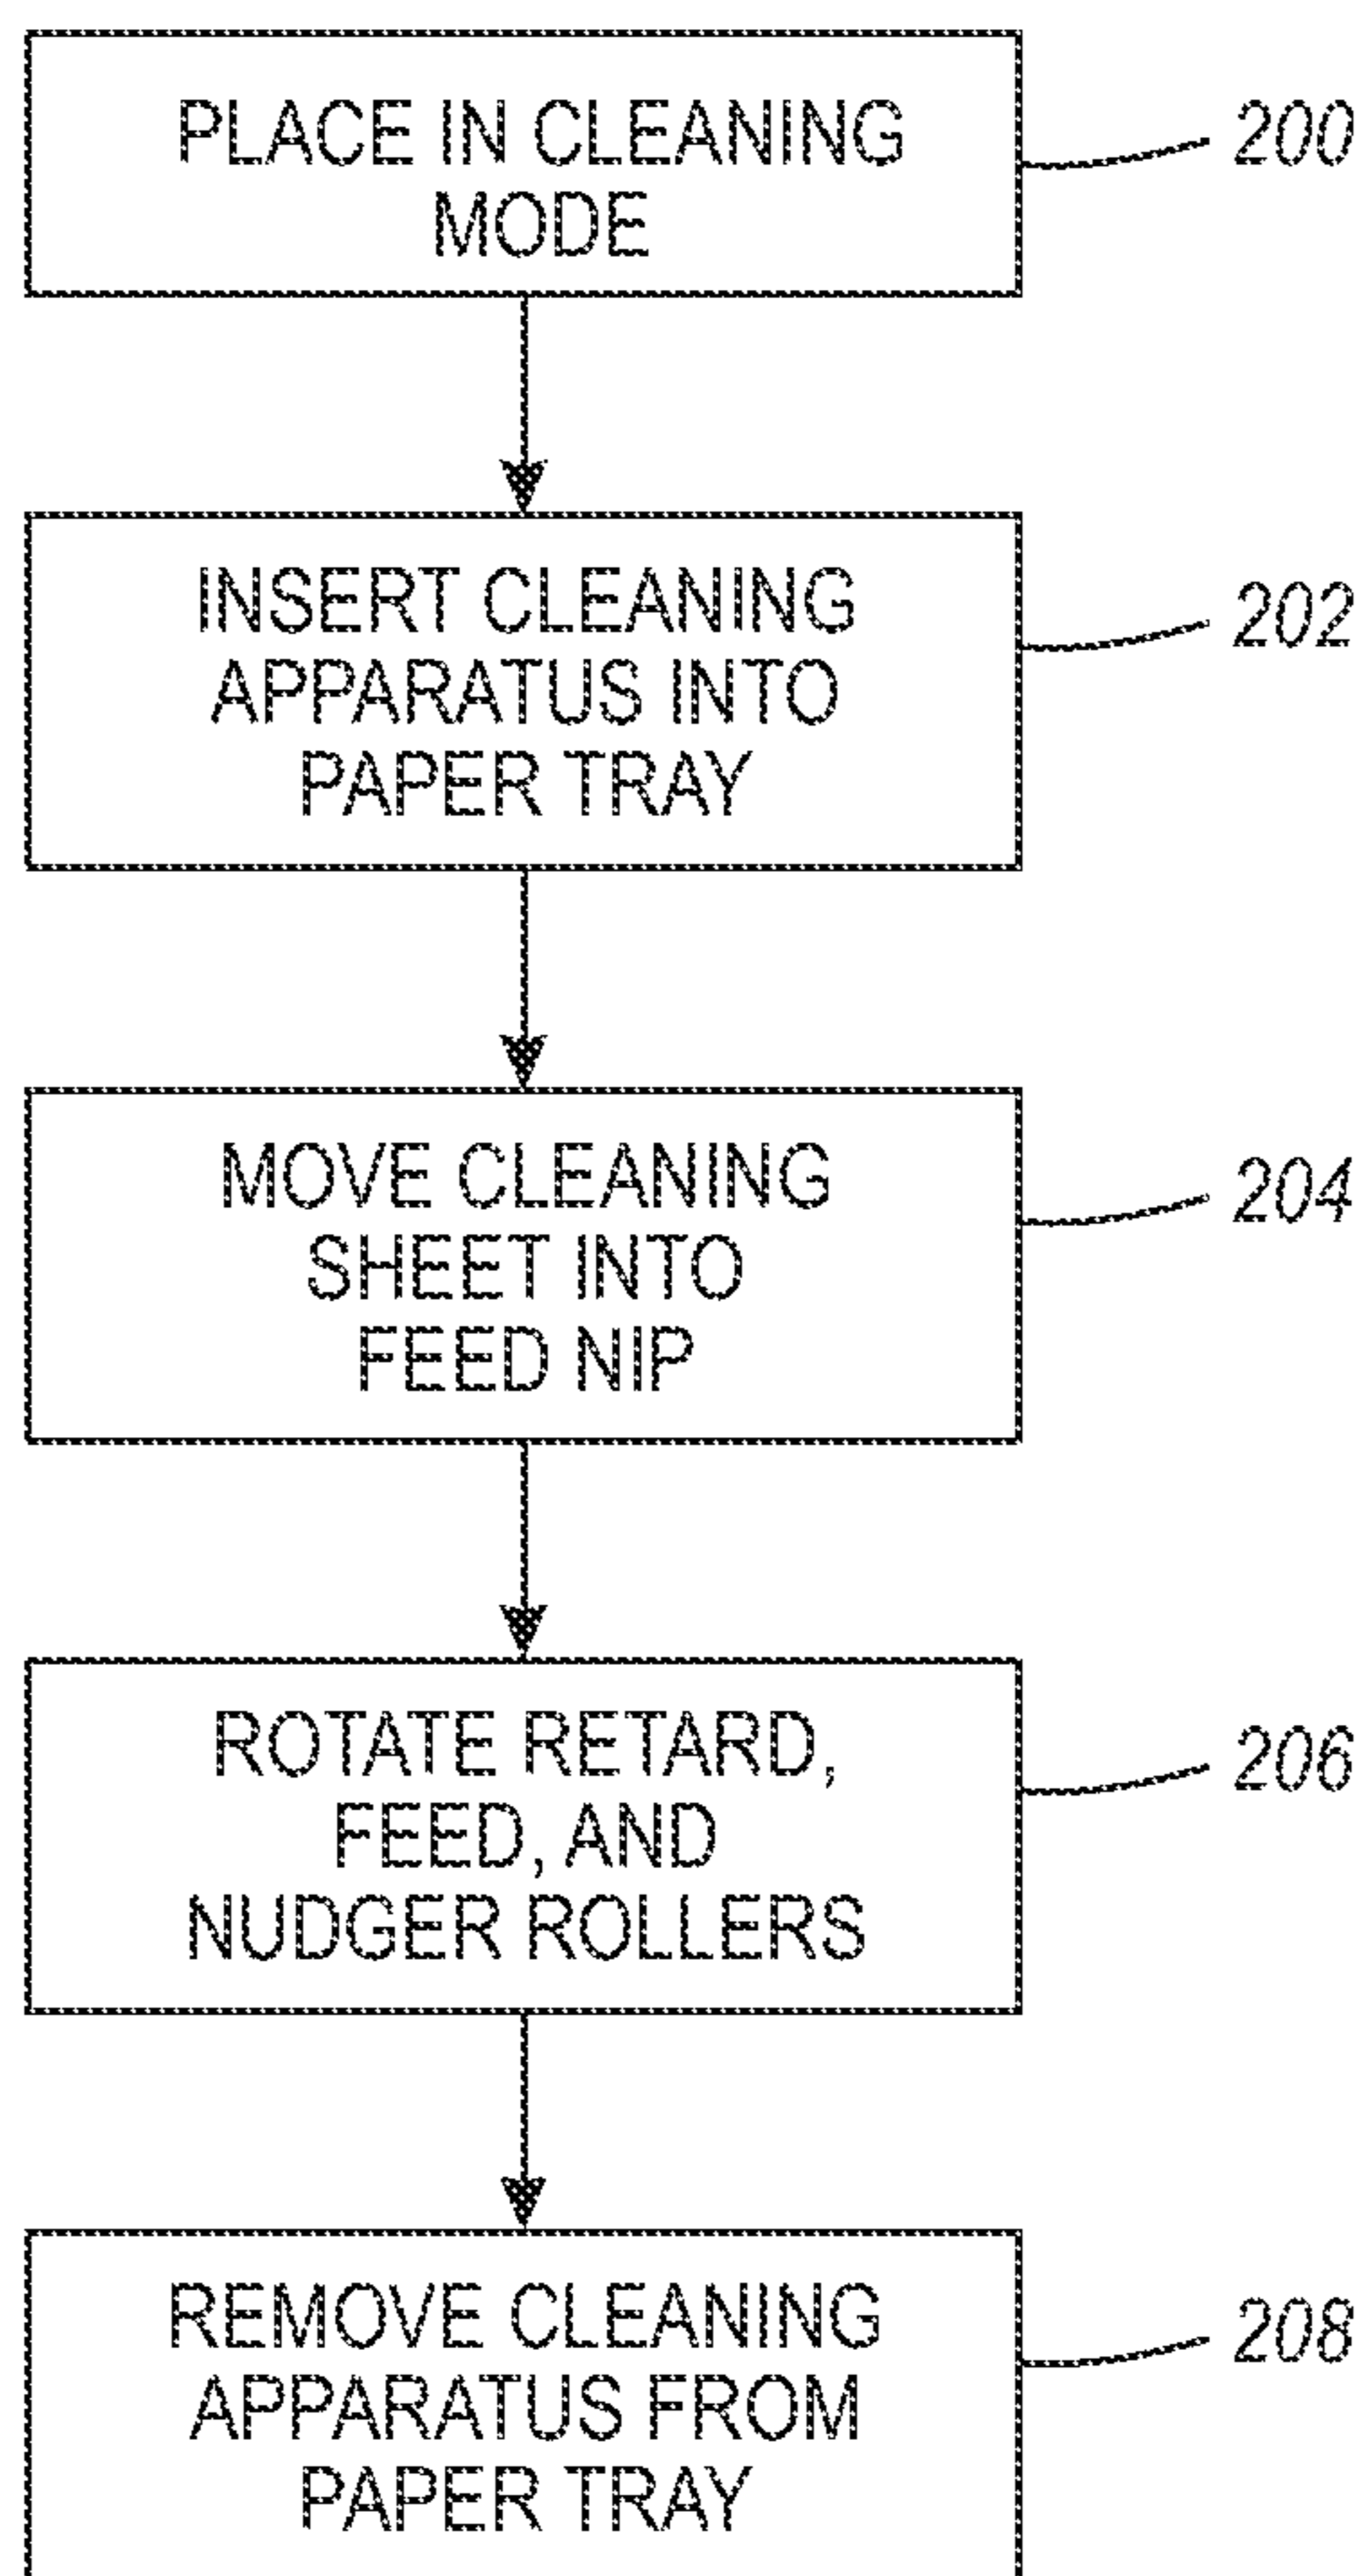 PLACE IN CLEANING
MODE
200
INSERT CLEANING
APPARATUS INTO
PAPER TRAY
202
MOVE CLEANING
SHEET INTO
FEED NIP
204
ROTATE RETARD,
FEED, AND
NUDGER ROLLERS
206
REMOVE CLEANING
APPARATUS FROM
PAPER TRAY
208